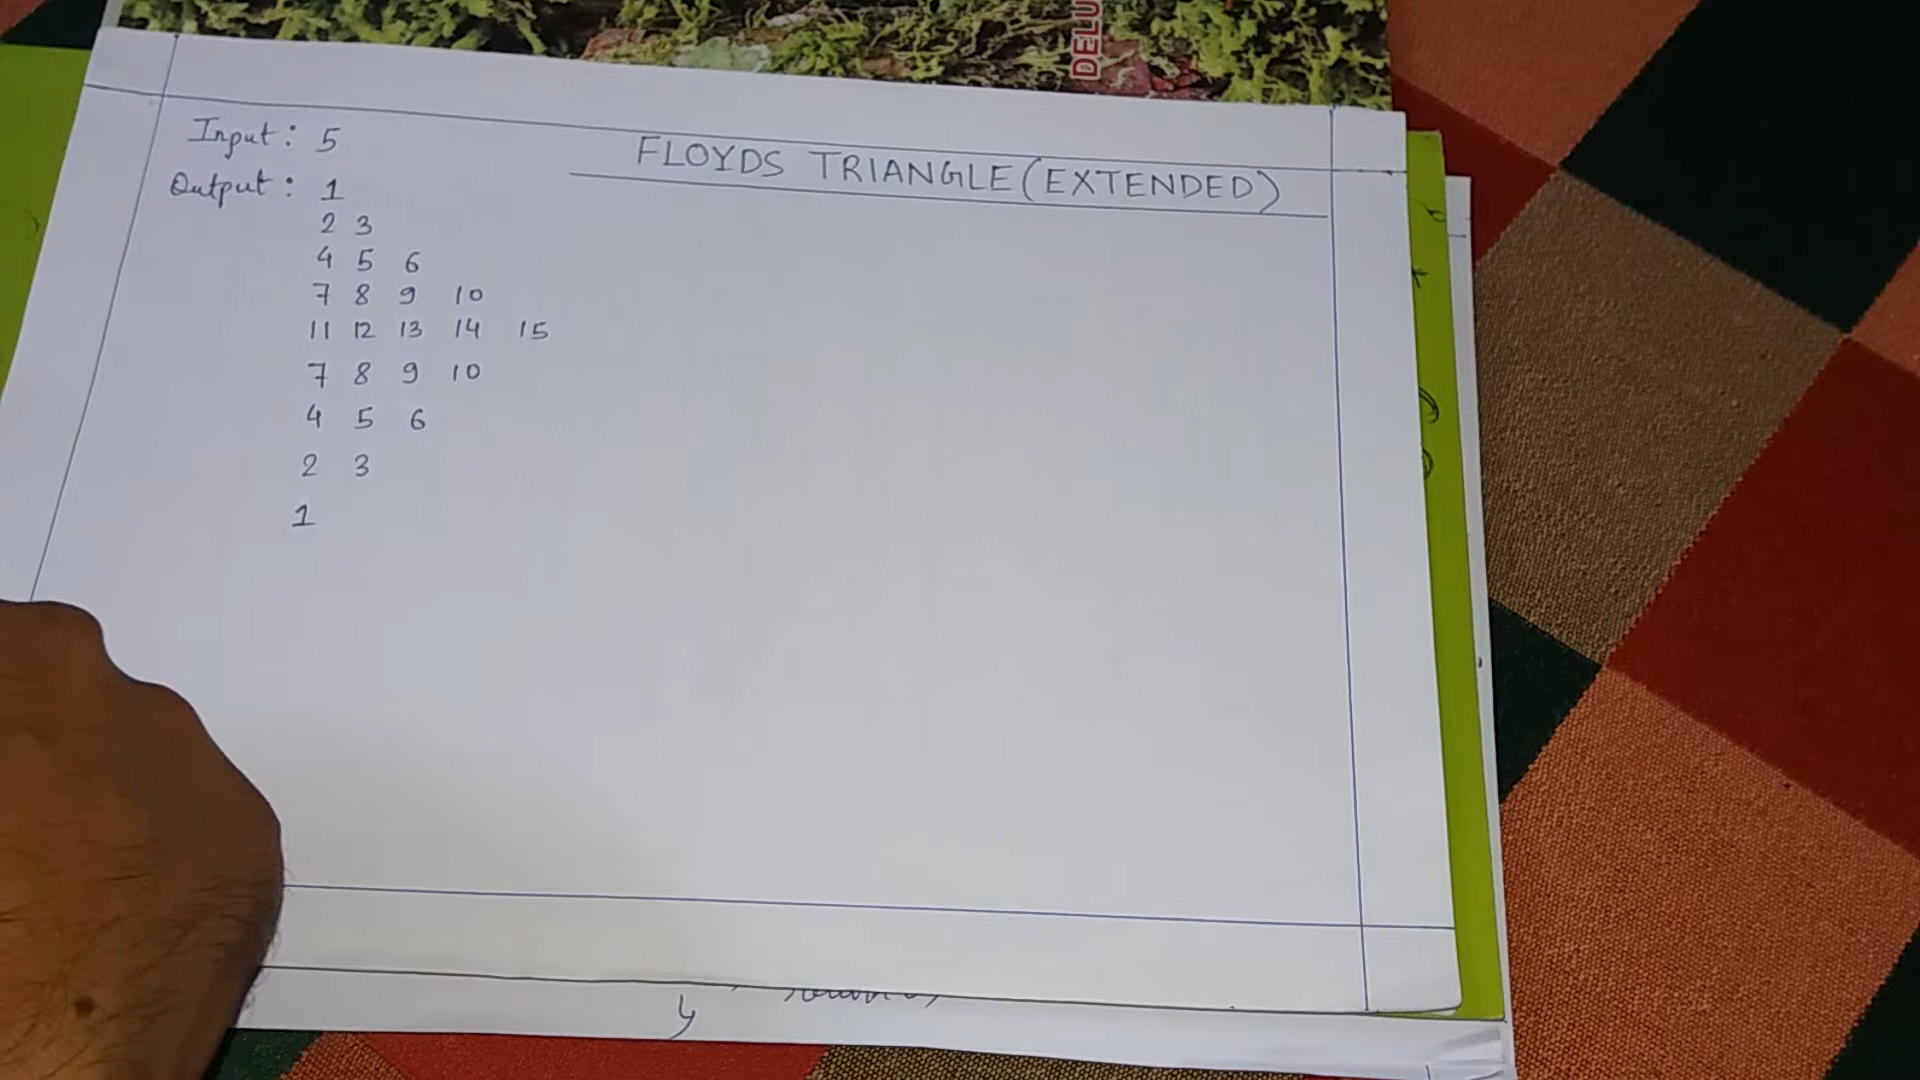 DELU
Input: 5
FLOYDS TRIANGLE (EXTENDED)
Output: 1
2 3
4 5 6
7 8 9 10
11 12 13 14 15
7 8 9 10
4 5 6
2 3
1
y